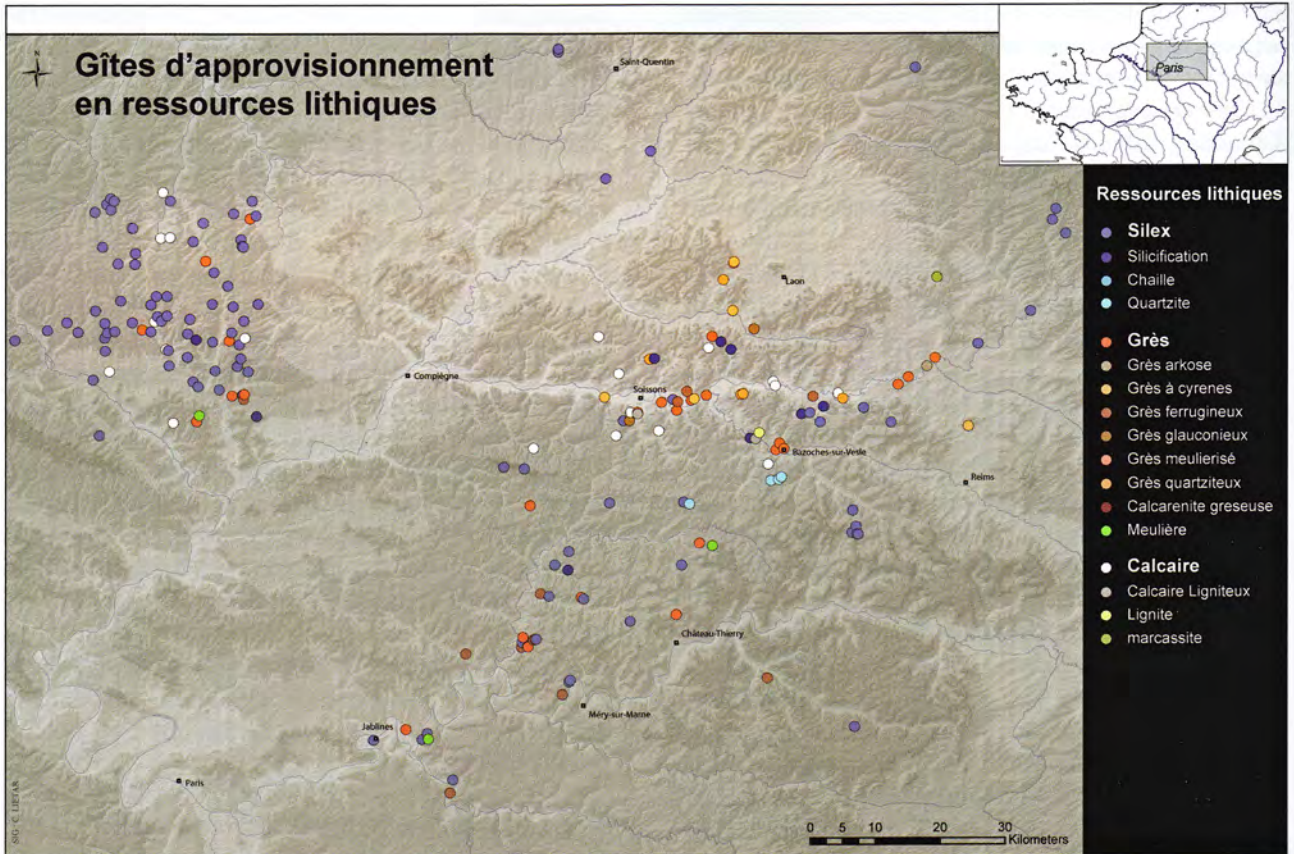 N
Gîtes d'approvisionnement
en ressources lithiques
Saint-Quentin
Paris
Laon
Compiègne
Soissons
Bazoches-sur-Vesle
Reims
Château-Thierry
Méry-sur-Marne
Jablines
Paris
Ressources lithiques
Silex
Silicification
Chaille
Quartzite
Grès
Grès arkose
Grès à cyrenes
Grès ferrugineux
Grès glauconieux
Grès meulierisé
Grès quartziteux
Calcarenite greseuse
Meulière
Calcaire
Calcaire Ligniteux
Lignite
marcassite
0 5 10 20 30
Kilometers
SIG - C. LIETAR